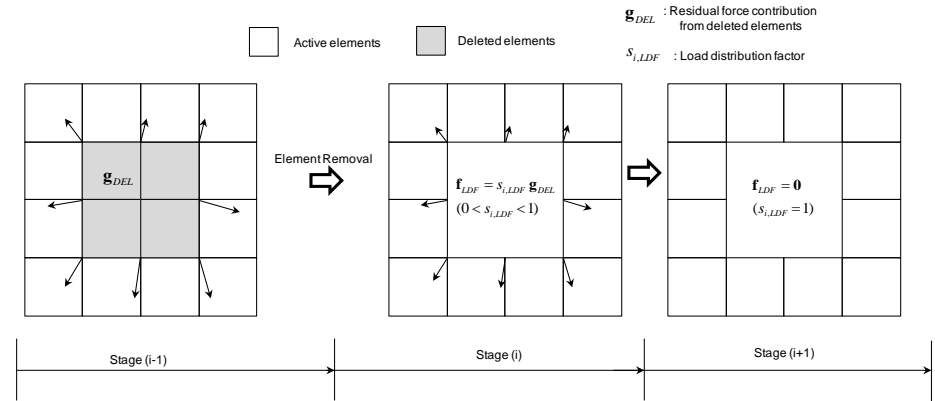 Active elements
Deleted elements
g_DEL : Residual force contribution
from deleted elements
s_i,LDF : Load distribution factor
g_DEL
Element Removal
f_LDF = s_i,LDF g_DEL
(0 < s_i,LDF < 1)
f_LDF = 0
(s_i,LDF = 1)
Stage (i-1)
Stage (i)
Stage (i+1)